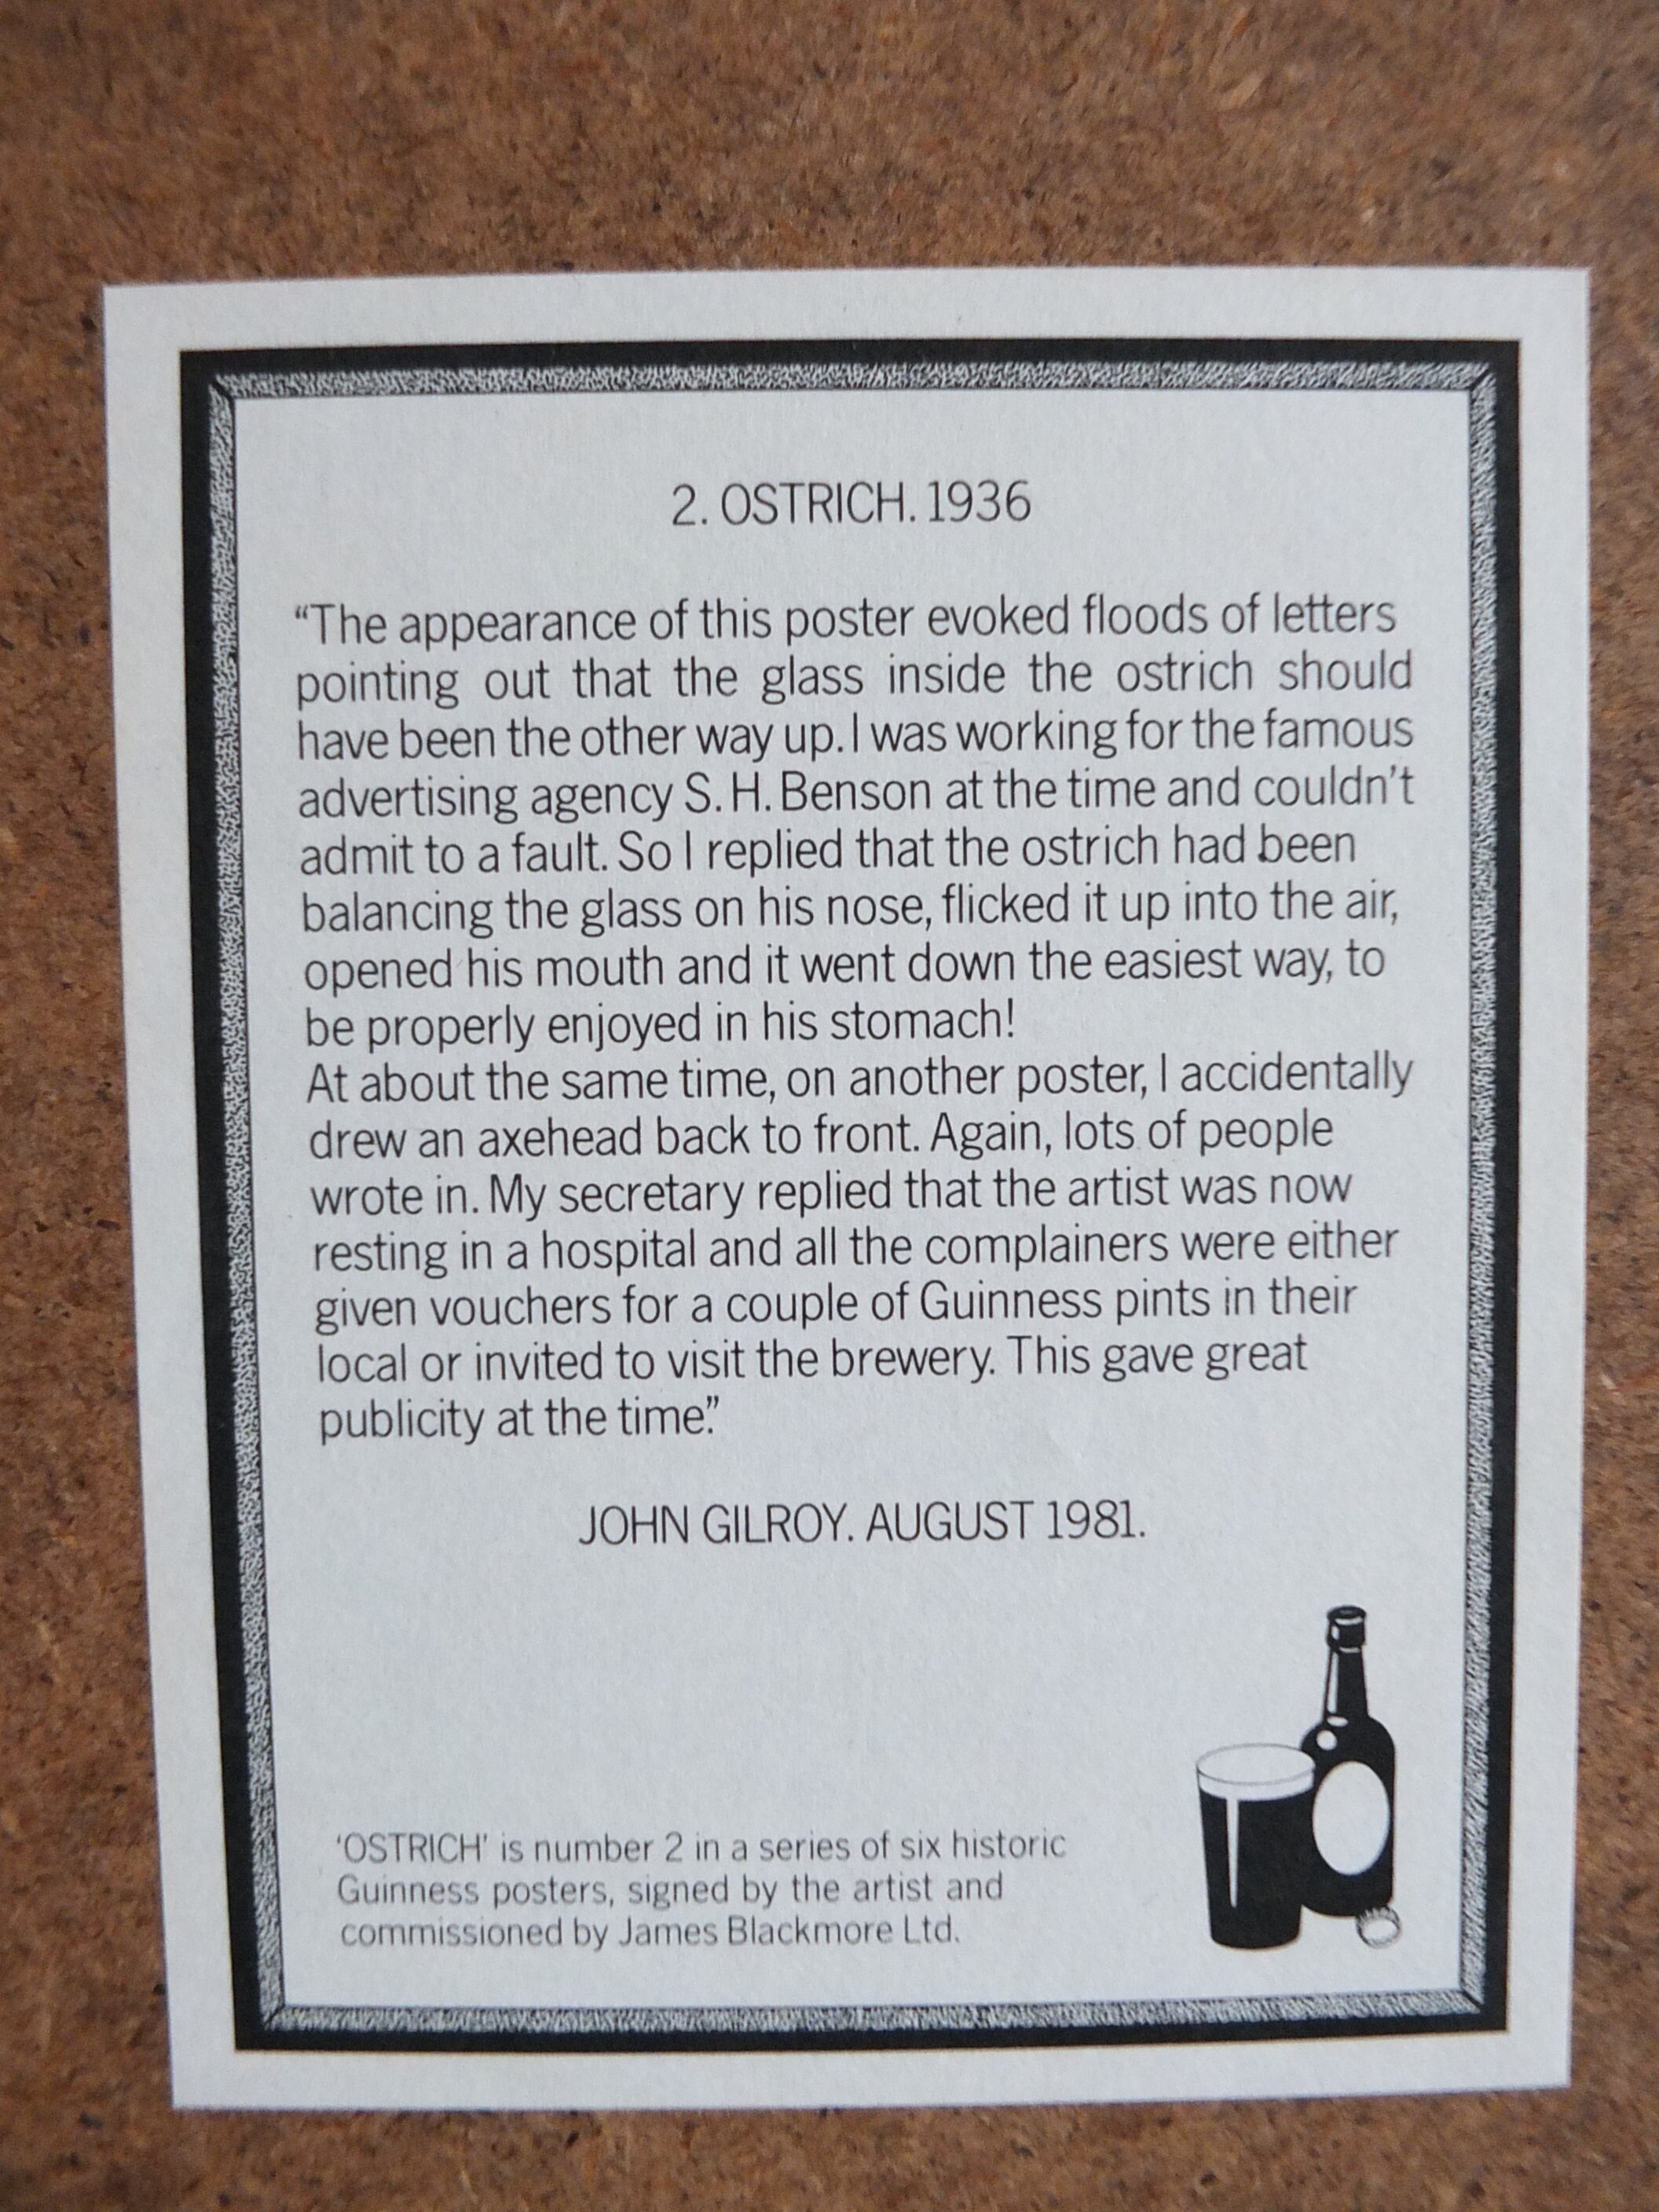 2. OSTRICH. 1936
“The appearance of this poster evoked floods of letters
pointing out that the glass inside the ostrich should
have been the other way up. I was working for the famous
advertising agency S. H. Benson at the time and couldn’t
admit to a fault. So I replied that the ostrich had been
balancing the glass on his nose, flicked it up into the air,
opened his mouth and it went down the easiest way, to
be properly enjoyed in his stomach!
At about the same time, on another poster, I accidentally
drew an axehead back to front. Again, lots of people
wrote in. My secretary replied that the artist was now
resting in a hospital and all the complainers were either
given vouchers for a couple of Guinness pints in their
local or invited to visit the brewery. This gave great
publicity at the time.”
JOHN GILROY. AUGUST 1981.
‘OSTRICH’ is number 2 in a series of six historic
Guinness posters, signed by the artist and
commissioned by James Blackmore Ltd.